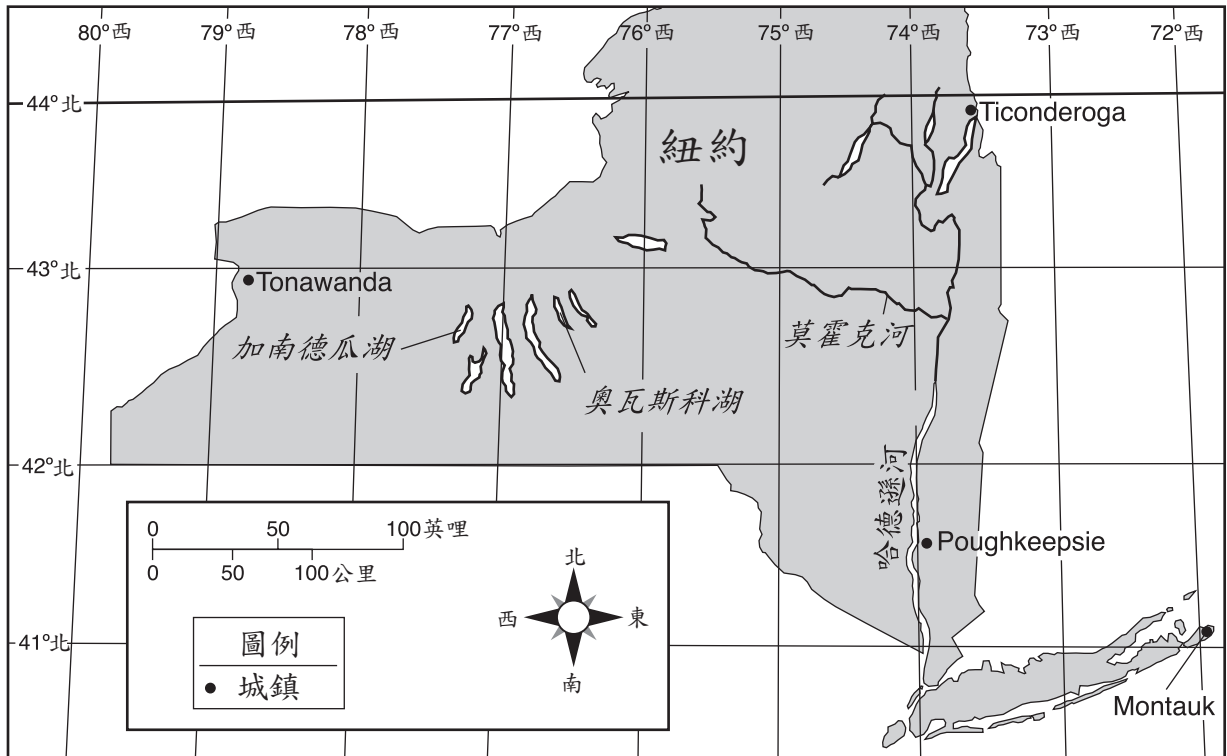 80°西 79°西 78°西 77°西 76°西 75°西 74°西 73°西 72°西
44°北
Ticonderoga
紐約
43°北
Tonawanda
加南德瓜湖
莫霍克河
奧瓦斯科湖
42°北
哈德遜河
0 50 100英哩
0 50 100公里
Poughkeepsie
北
西 東
南
41°北
圖例
城鎮
Montauk